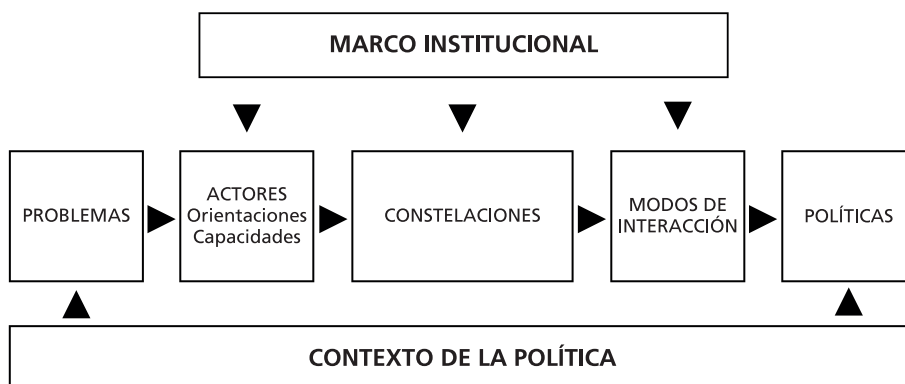 MARCO INSTITUCIONAL
PROBLEMAS
ACTORES
Orientaciones
Capacidades
CONSTELACIONES
MODOS DE
INTERACCIÓN
POLÍTICAS
CONTEXTO DE LA POLÍTICA